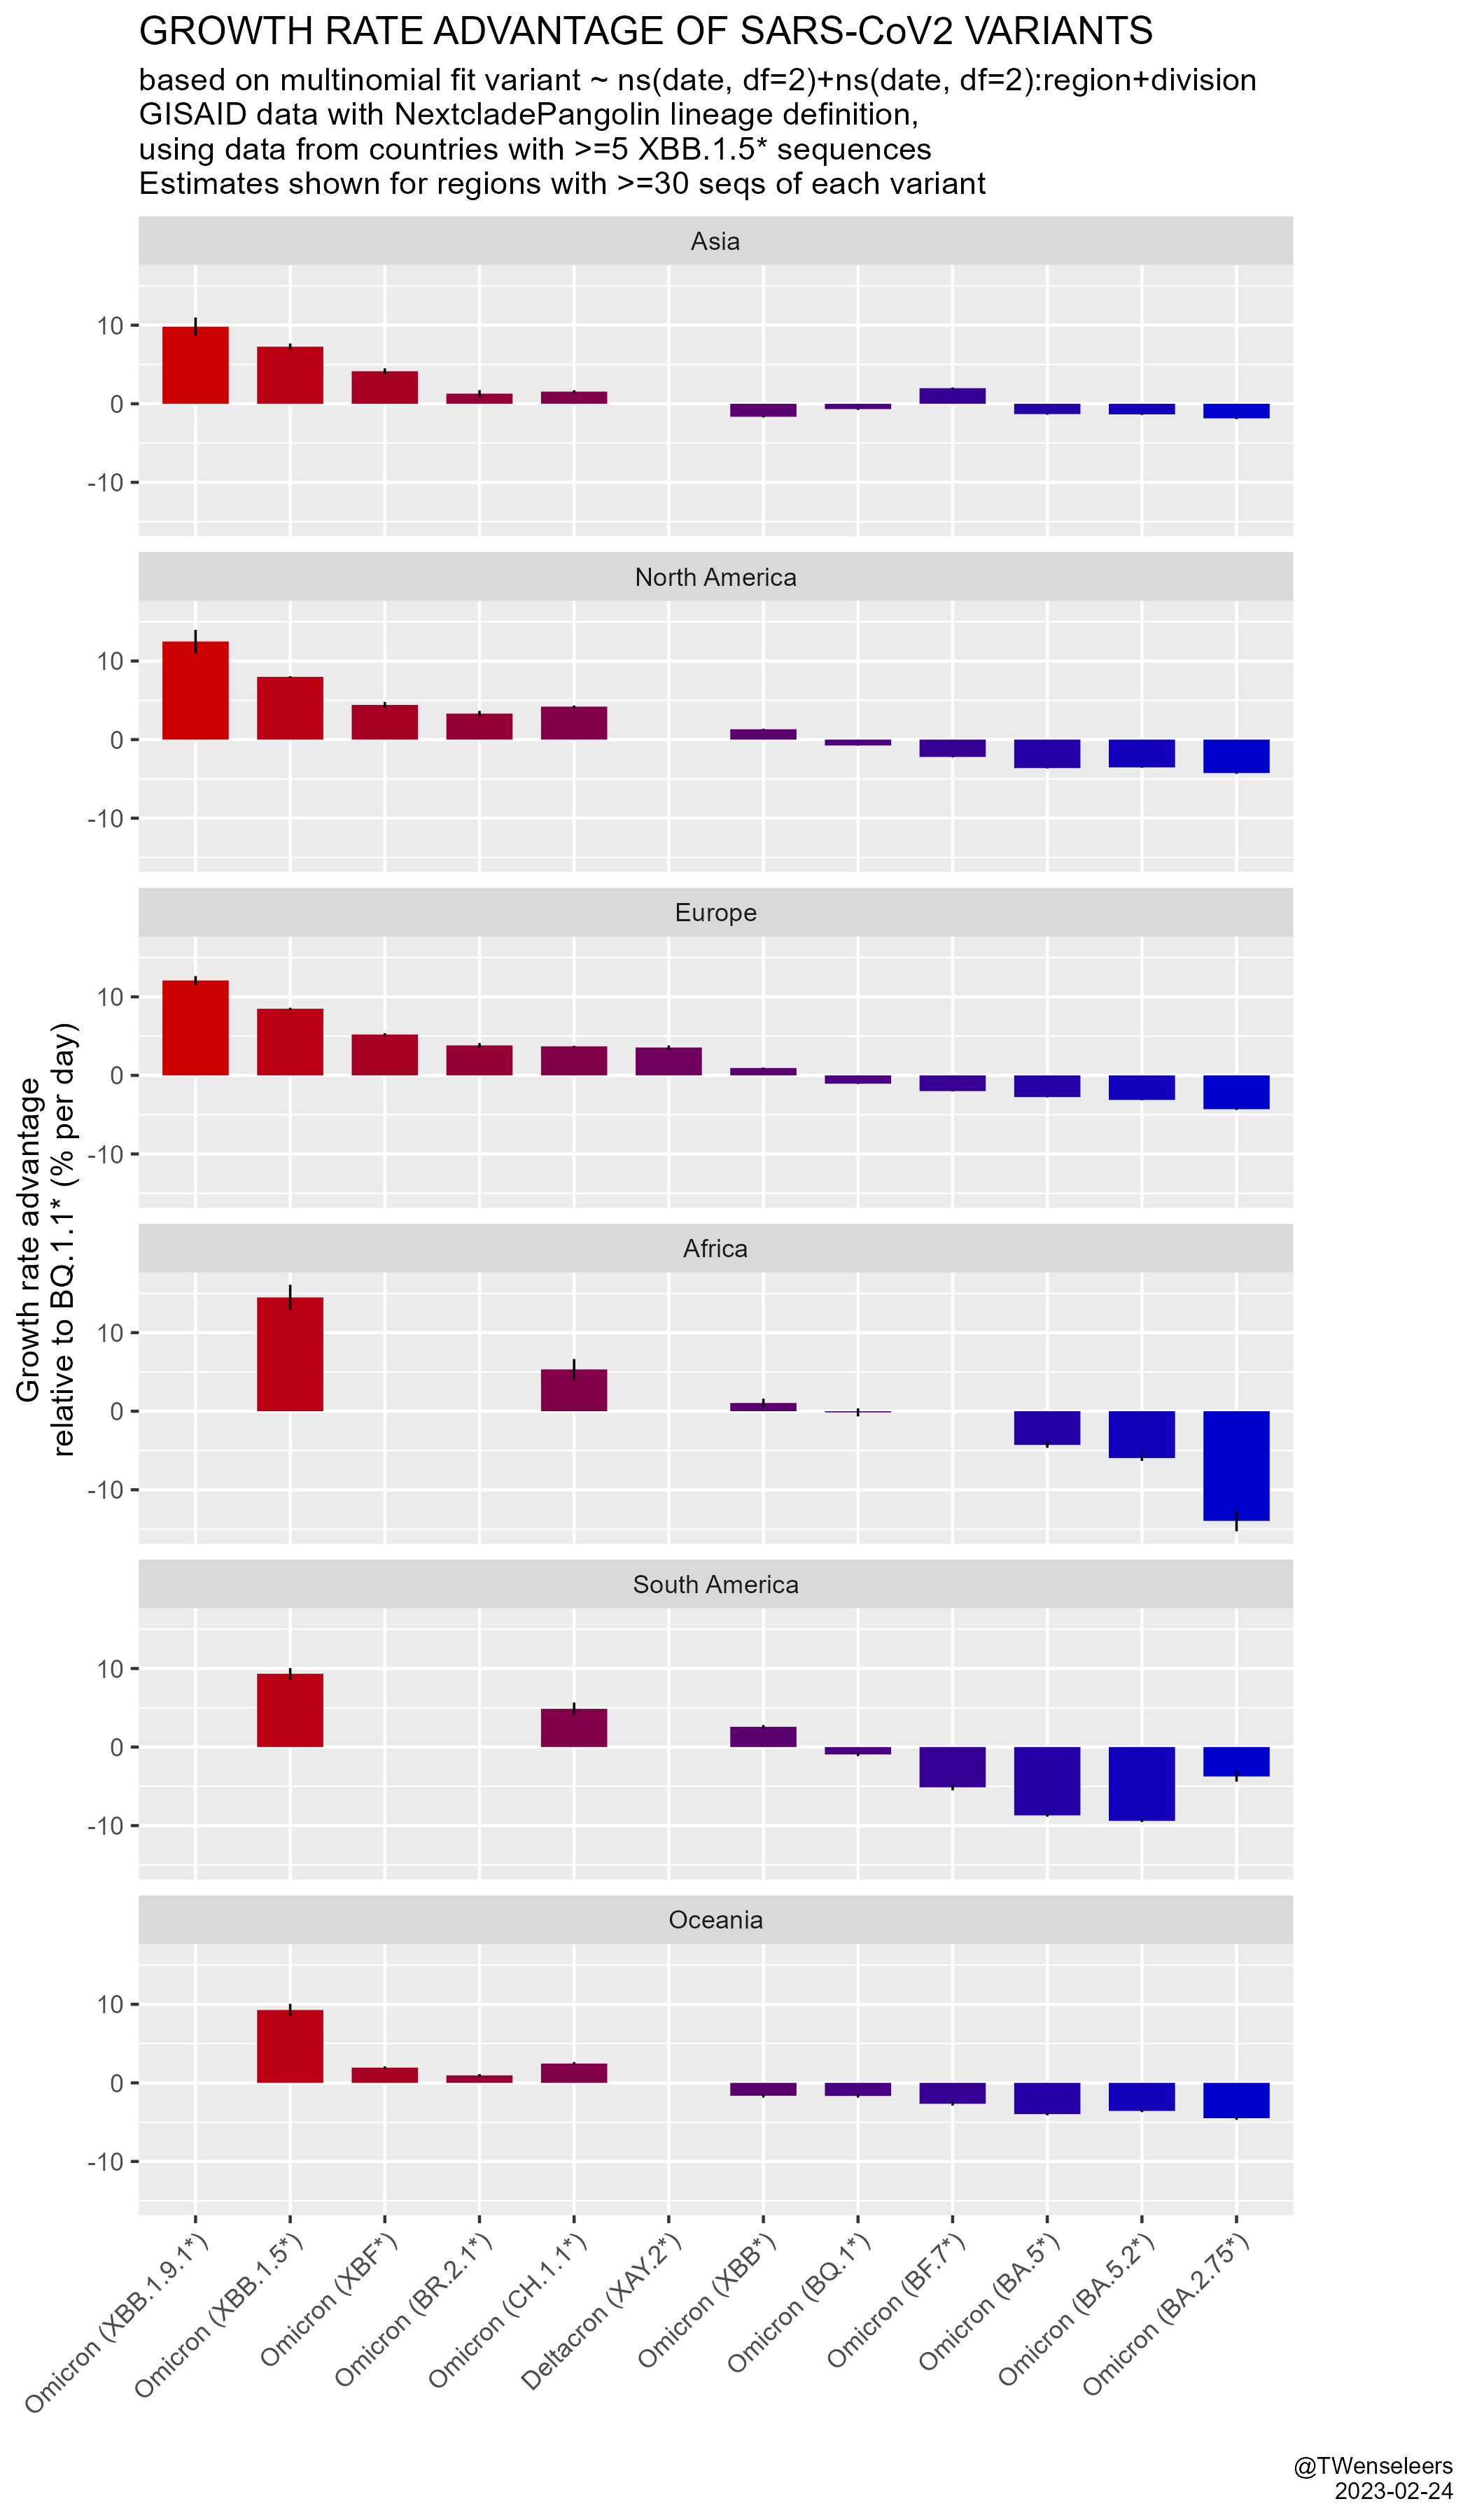 GROWTH RATE ADVANTAGE OF SARS-CoV2 VARIANTS
based on multinomial fit variant ~ ns(date, df=2)+ns(date, df=2):region+division
GISAID data with NextcladePangolin lineage definition,
using data from countries with >=5 XBB.1.5* sequences
Estimates shown for regions with >=30 seqs of each variant
Growth rate advantage
relative to BQ.1.1* (% per day)
Asia
10
0
-10
North America
10
0
-10
Europe
10
0
-10
Africa
10
0
-10
South America
10
0
-10
Oceania
10
0
-10
Omicron (XBB.1.9.1*)
Omicron (XBB.1.5*)
Omicron (XBF*)
Omicron (BR.2.1*)
Omicron (CH.1.1*)
Deltacron (XAY.2*)
Omicron (XBB*)
Omicron (BQ.1*)
Omicron (BF.7*)
Omicron (BA.5*)
Omicron (BA.5.2*)
Omicron (BA.2.75*)
@TWenseleers
2023-02-24